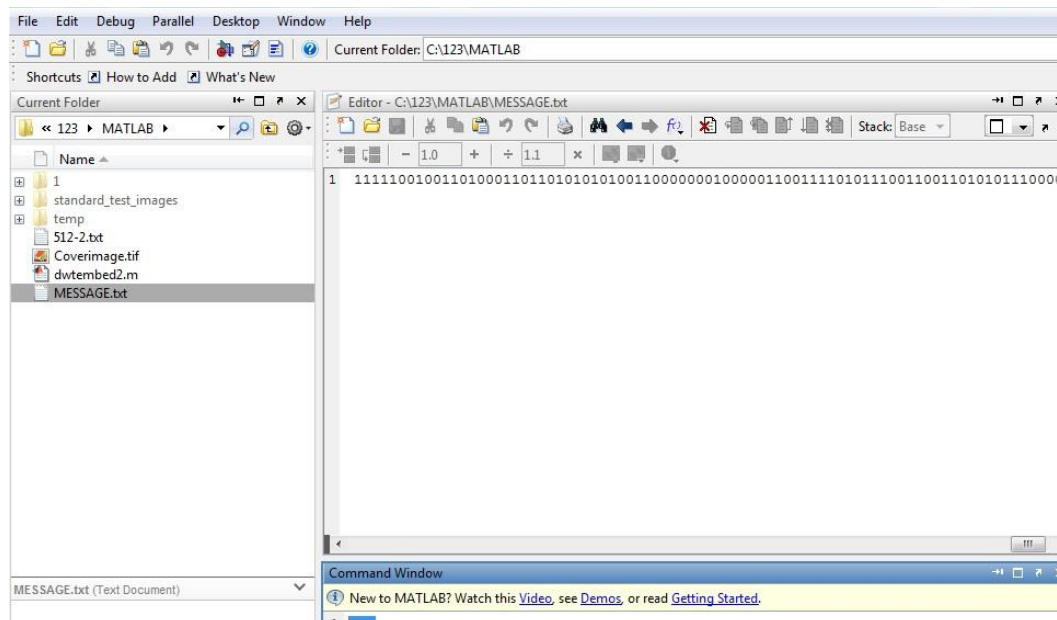 File Edit Debug Parallel Desktop Window Help
Current Folder: C:\123\MATLAB
Shortcuts How to Add What's New
Current Folder
Editor - C:\123\MATLAB\MESSAGE.txt
« 123 MATLAB
Stack: Base
1.0 + ÷ 1.1 ×
Name
1
standard_test_images
temp
512-2.txt
Coverimage.tif
dwtembed2.m
MESSAGE.txt
1
MESSAGE.txt (Text Document)
Command Window
New to MATLAB? Watch this Video, see Demos, or read Getting Started.